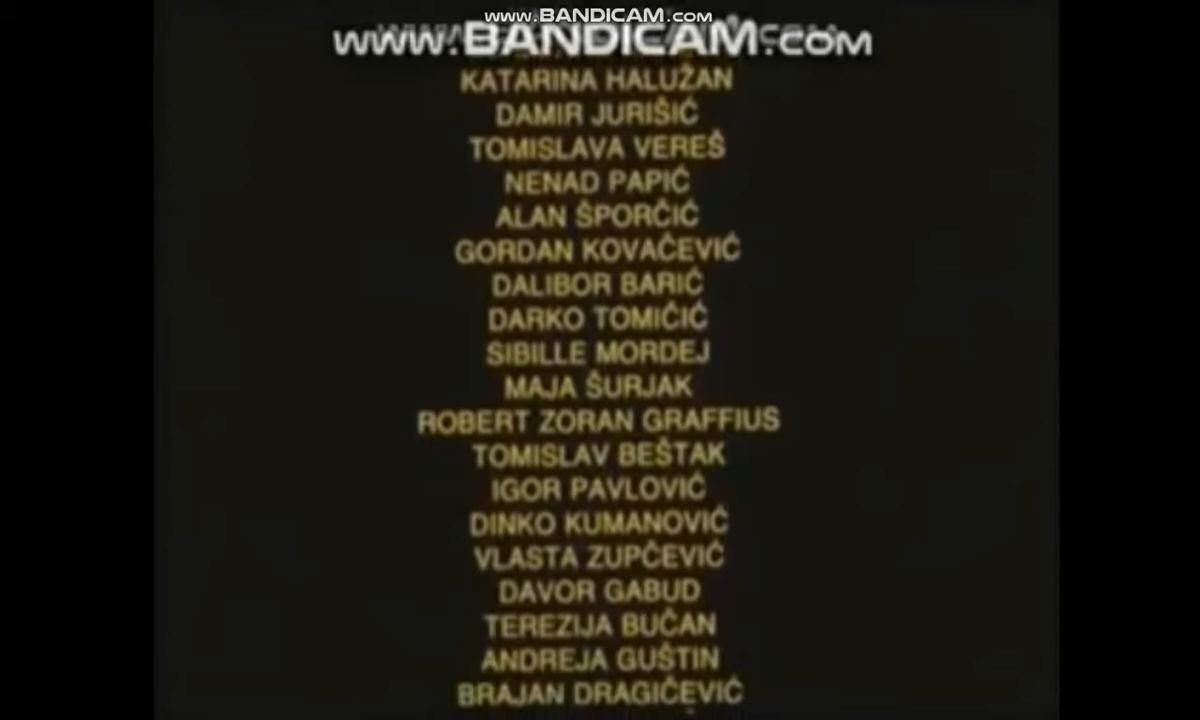 www.BANDICAM.com
www.BANDICAM.com
KATARINA HALUŽAN
DAMIR JURIŠIĆ
TOMISLAVA VEREŠ
NENAD PAPIĆ
ALAN ŠPORČIĆ
GORDAN KOVAČEVIĆ
DALIBOR BARIĆ
DARKO TOMIČIĆ
SIBILLE MORDEJ
MAJA ŠURJAK
ROBERT ZORAN GRAFFIUS
TOMISLAV BEŠTAK
IGOR PAVLOVIĆ
DINKO KUMANOVIĆ
VLASTA ZUPČEVIĆ
DAVOR GABUD
TEREZIJA BUČAN
ANDREJA GUŠTIN
BRAJAN DRAGIČEVIĆ